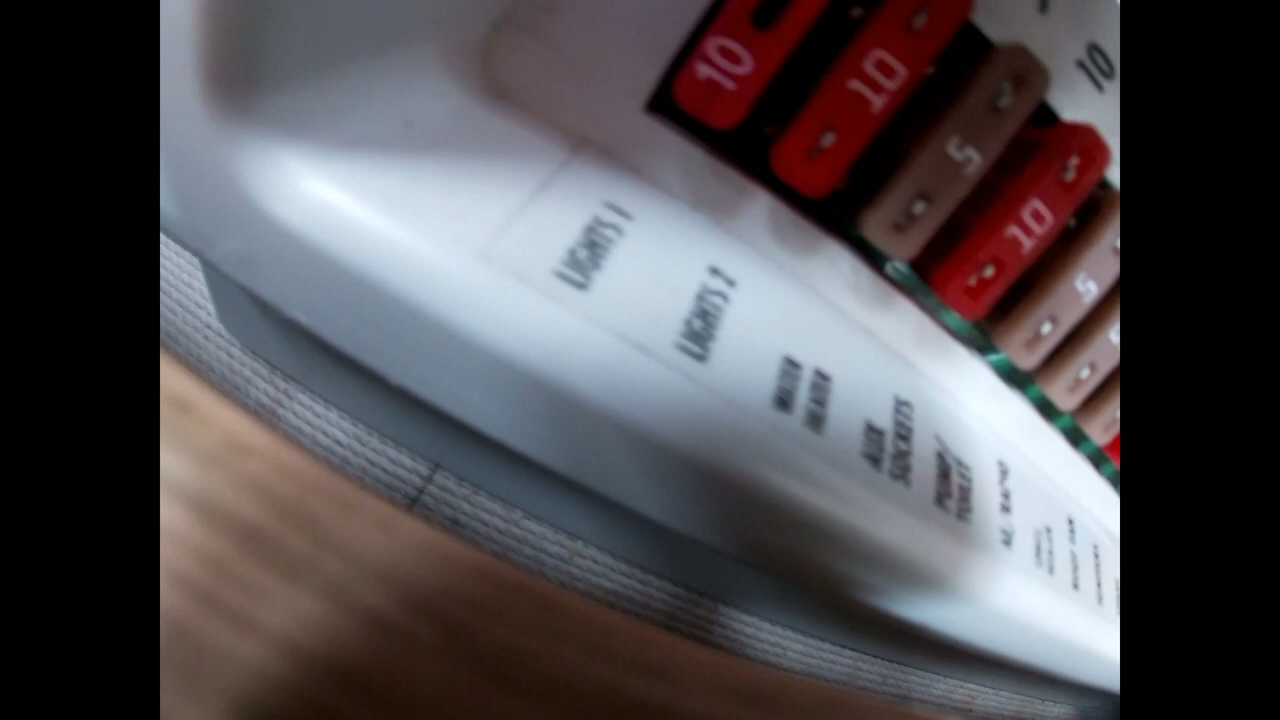 LIGHTS 1
LIGHTS 2
WATER
HEATER
AUX
SOCKETS
PUMP/
TOILET
10
10
5
10
5
10